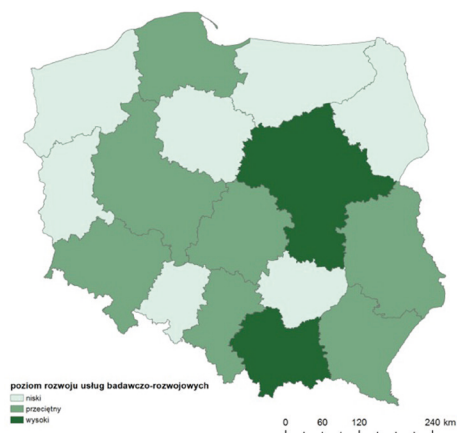 poziom rozwoju usług badawczo-rozwojowych
niski
przeciętny
wysoki
0 60 120 240 km